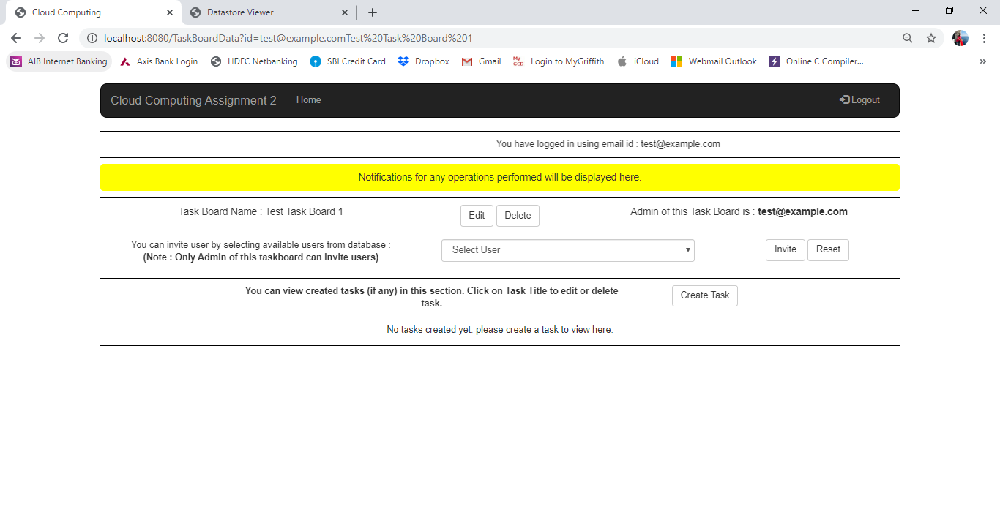 Cloud Computing
Datastore Viewer
localhost:8080/TaskBoardData?id=test@example.comTest%20Task%20Board%201
AIB Internet Banking
Axis Bank Login
HDFC Netbanking
SBI Credit Card
Dropbox
Gmail
My GCD.
Login to MyGriffith
iCloud
Webmail Outlook
Online C Compiler...
Cloud Computing Assignment 2
Home
Logout
You have logged in using email id : test@example.com
Notifications for any operations performed will be displayed here.
Task Board Name : Test Task Board 1
Edit
Delete
Admin of this Task Board is : test@example.com
You can invite user by selecting available users from database :
(Note : Only Admin of this taskboard can invite users)
Select User
Invite
Reset
You can view created tasks (if any) in this section. Click on Task Title to edit or delete
task.
Create Task
No tasks created yet. please create a task to view here.